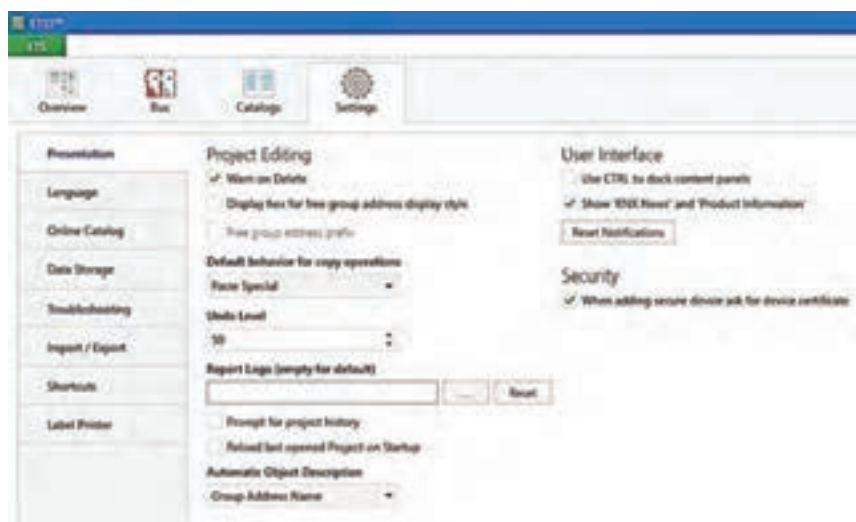 ETS5™
ETS
Overview
Bus
Catalogs
Settings
Presentation
Language
Online Catalog
Data Storage
Troubleshooting
Import / Export
Shortcuts
Label Printer
Project Editing
Warn on Delete
Display hex for free group address display style
Free group address prefix
Default behavior for copy operations
Paste Special
Undo Level
50
Report Logo (empty for default)
... Reset
Prompt for project history
Reload last opened Project on Startup
Automatic Object Description
Group Address Name
User Interface
Use CTRL to dock content panels
Show 'KNX News' and 'Product Information'
Reset Notifications
Security
When adding secure device ask for device certificate